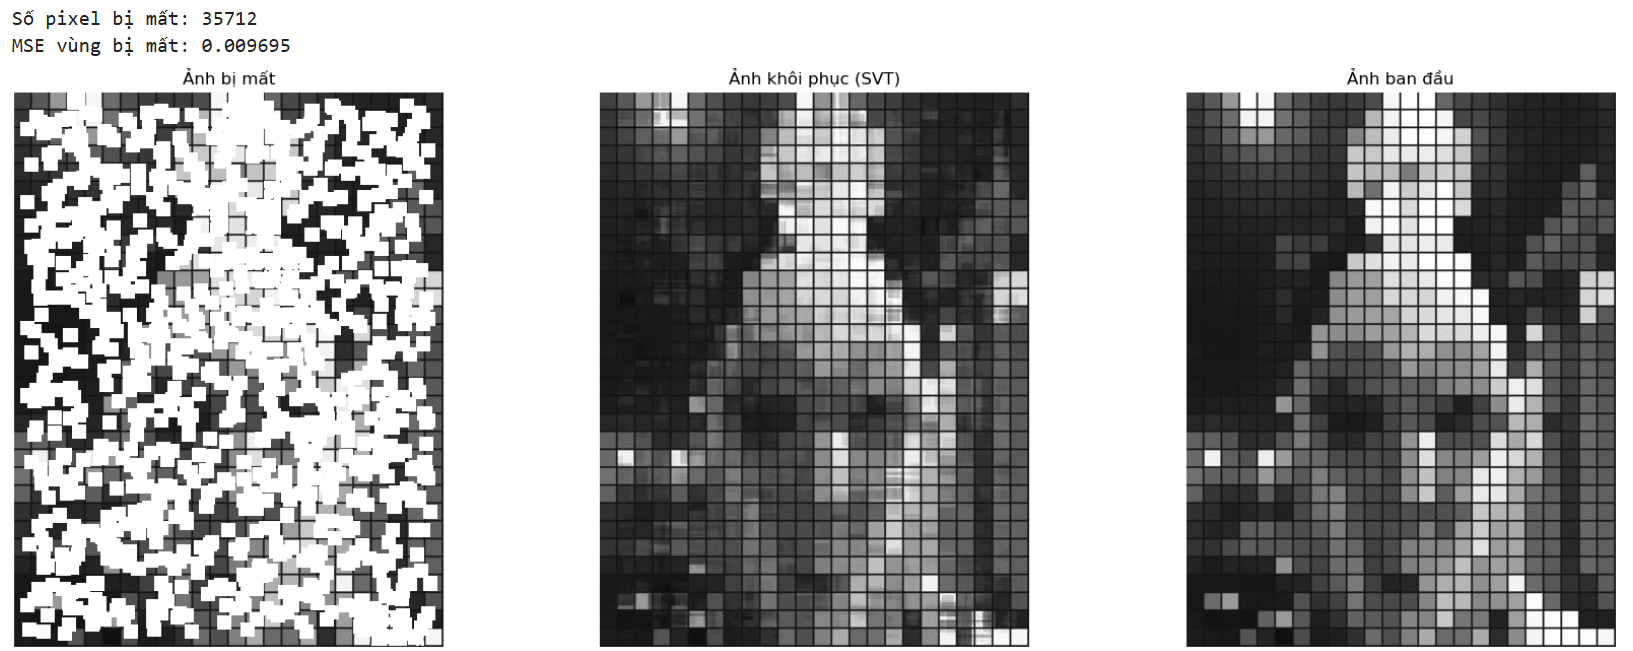 Số pixel bị mất: 35712
MSE vùng bị mất: 0.009695
Ảnh bị mất
Ảnh khôi phục (SVT)
Ảnh ban đầu